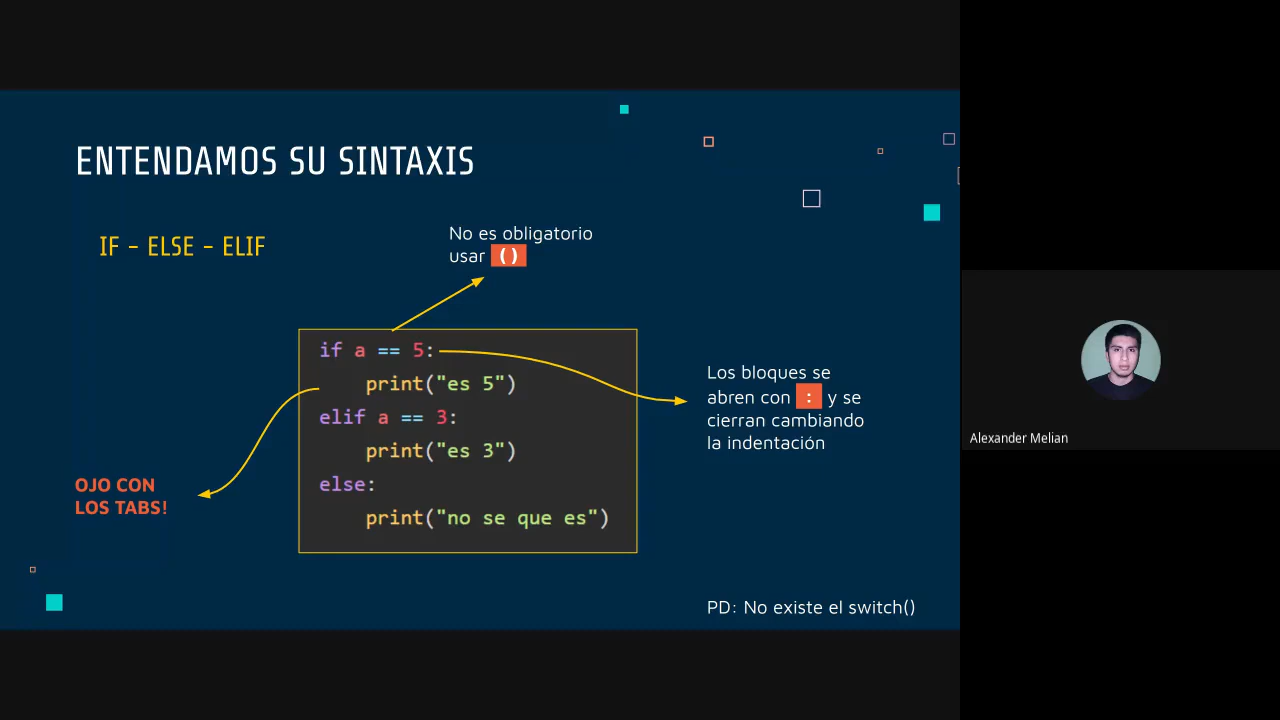 ENTENDAMOS SU SINTAXIS
IF - ELSE - ELIF
No es obligatorio
usar ()
if a == 5:
    print("es 5")
elif a == 3:
    print("es 3")
else:
    print("no se que es")
Los bloques se
abren con : y se
cierran cambiando
la indentación
OJO CON
LOS TABS!
PD: No existe el switch()
Alexander Melian